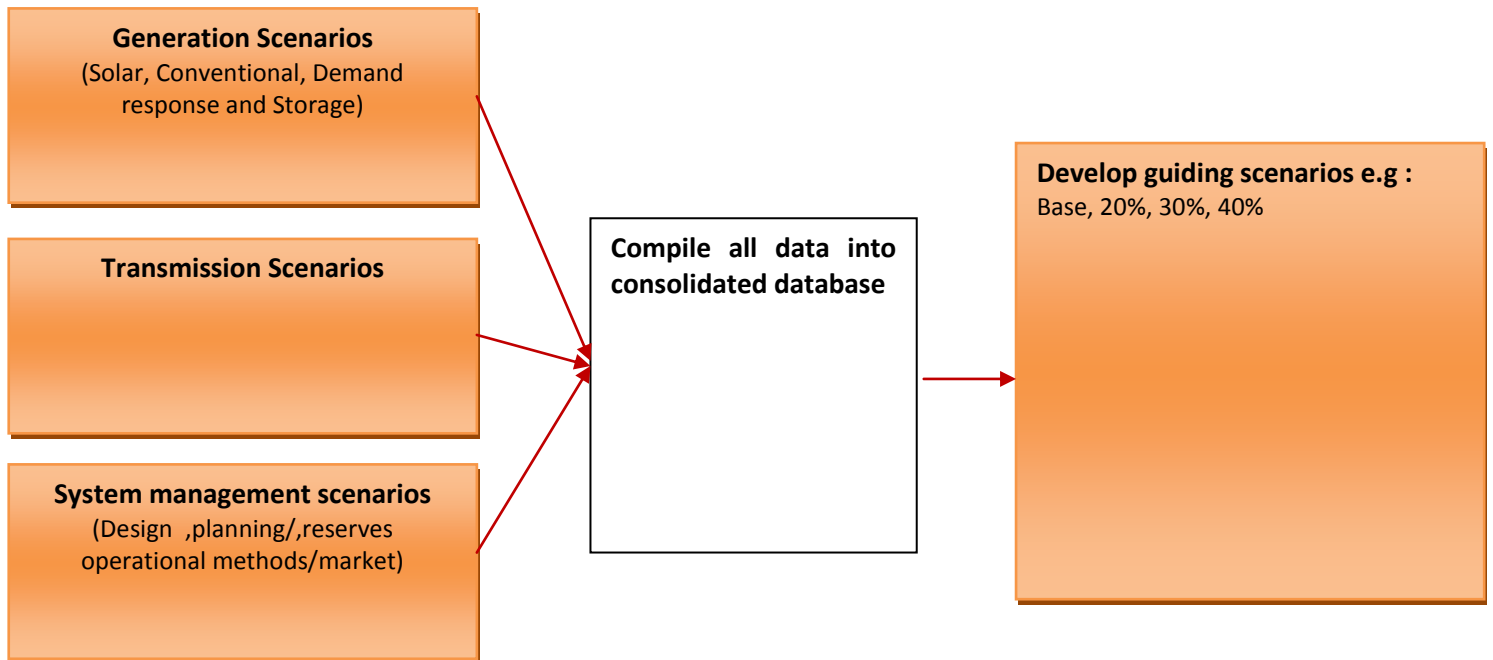 Generation Scenarios
(Solar, Conventional, Demand
response and Storage)
Transmission Scenarios
System management scenarios
(Design ,planning/,reserves
operational methods/market)
Compile all data into
consolidated database
Develop guiding scenarios e.g :
Base, 20%, 30%, 40%